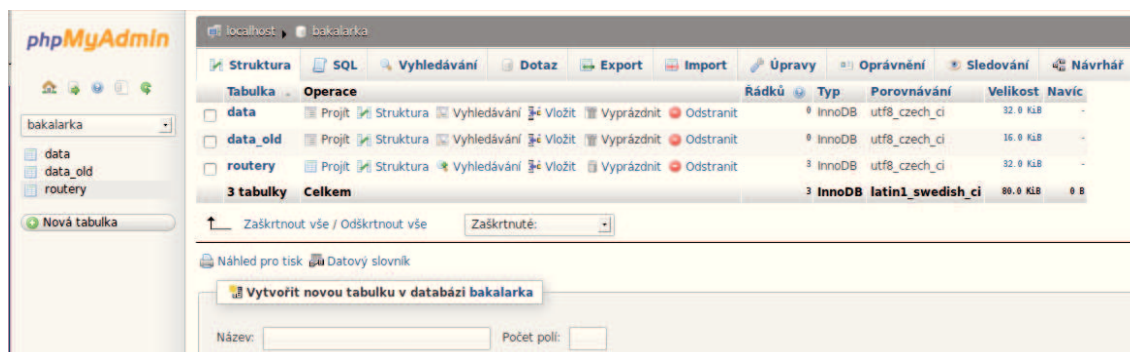 phpMyAdmin
bakalarka
data
data_old
routery
Nová tabulka
localhost ▸ bakalarka
Struktura SQL Vyhledávání Dotaz Export Import Úpravy Oprávnění Sledování Návrhář
Tabulka Operace Řádků Typ Porovnávání Velikost Navíc
data Projít Struktura Vyhledávání Vložit Vyprázdnit Odstranit 0 InnoDB utf8_czech_ci 32.0 KiB -
data_old Projít Struktura Vyhledávání Vložit Vyprázdnit Odstranit 0 InnoDB utf8_czech_ci 16.0 KiB -
routery Projít Struktura Vyhledávání Vložit Vyprázdnit Odstranit 3 InnoDB utf8_czech_ci 32.0 KiB -
3 tabulky Celkem 3 InnoDB latin1_swedish_ci 80.0 KiB 0 B
Zaškrtnout vše / Odškrtnout vše Zaškrtnuté:
Náhled pro tisk Datový slovník
Vytvořit novou tabulku v databázi bakalarka
Název: Počet polí: